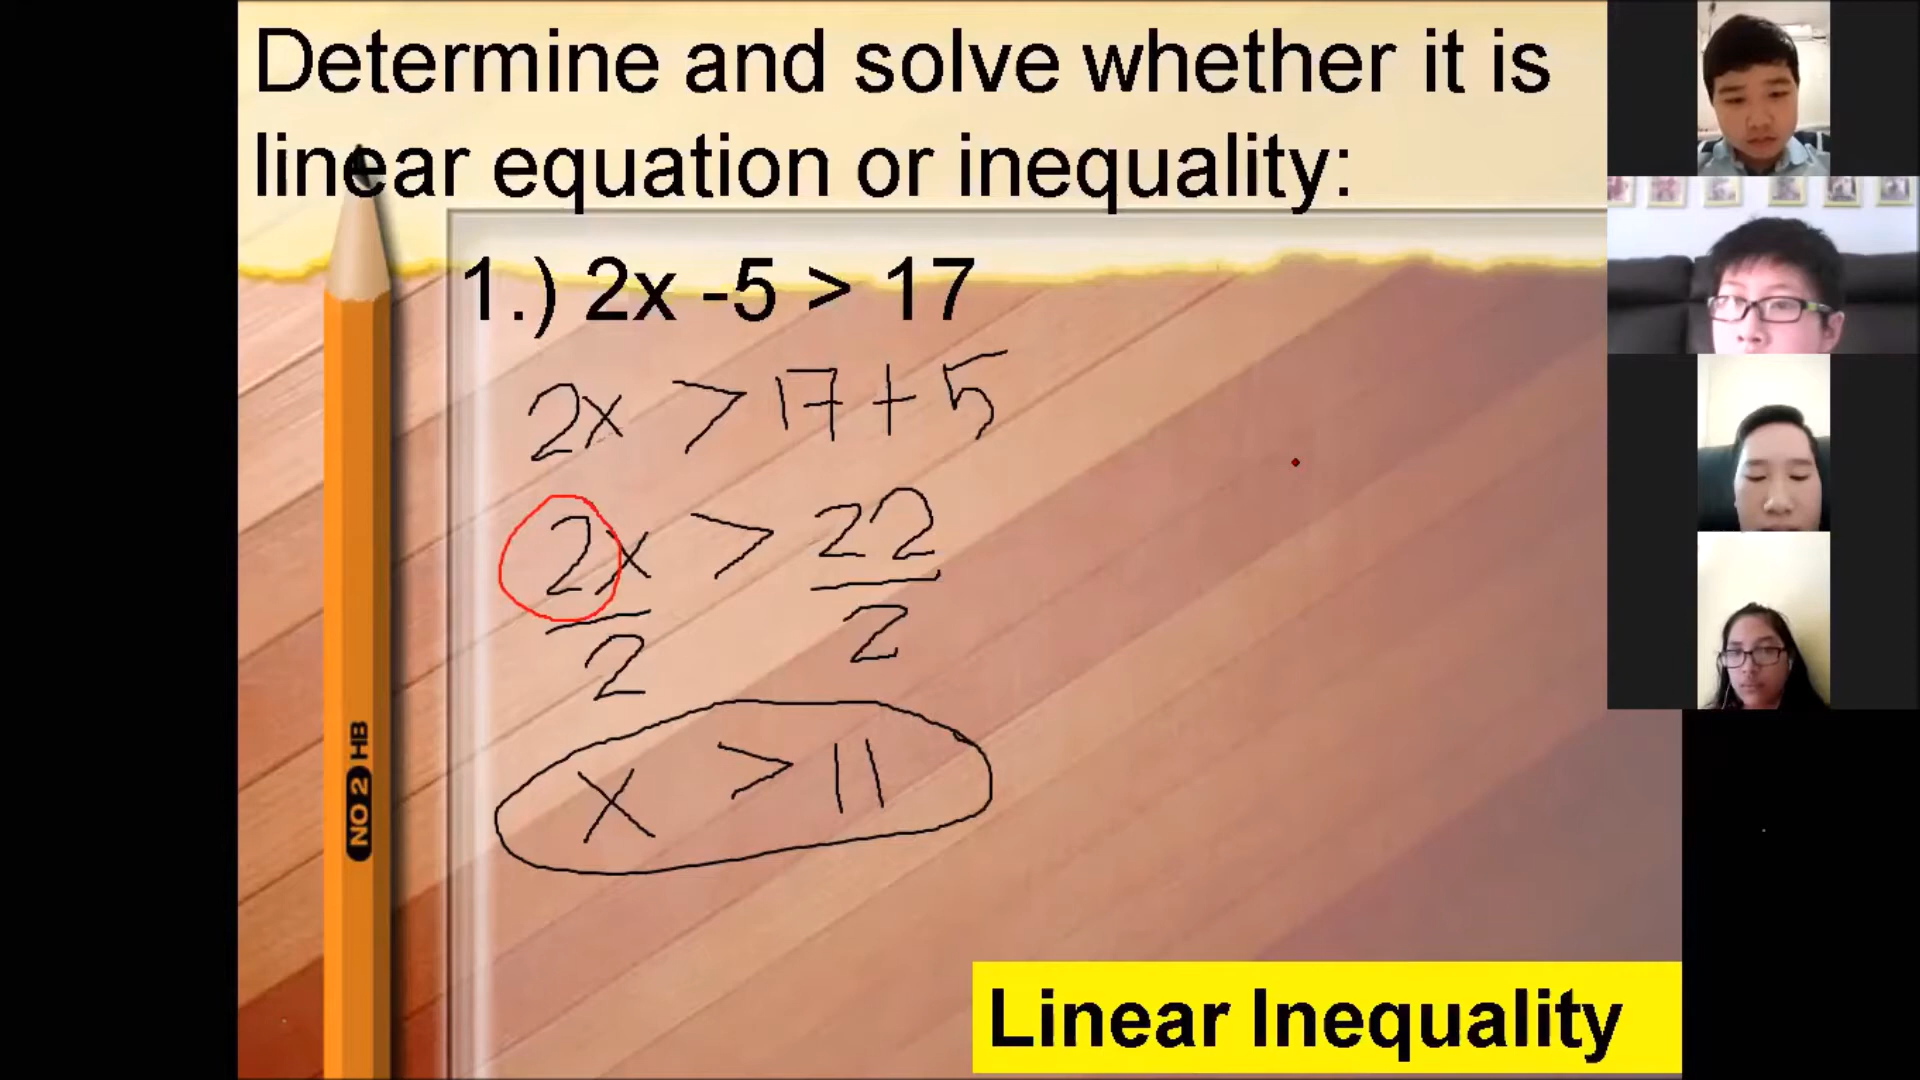 Determine and solve whether it is
linear equation or inequality:
1.) 2x -5 > 17
2x > 17 + 5
2x > 22
2 2
x > 11
NO 2 HB
Linear Inequality